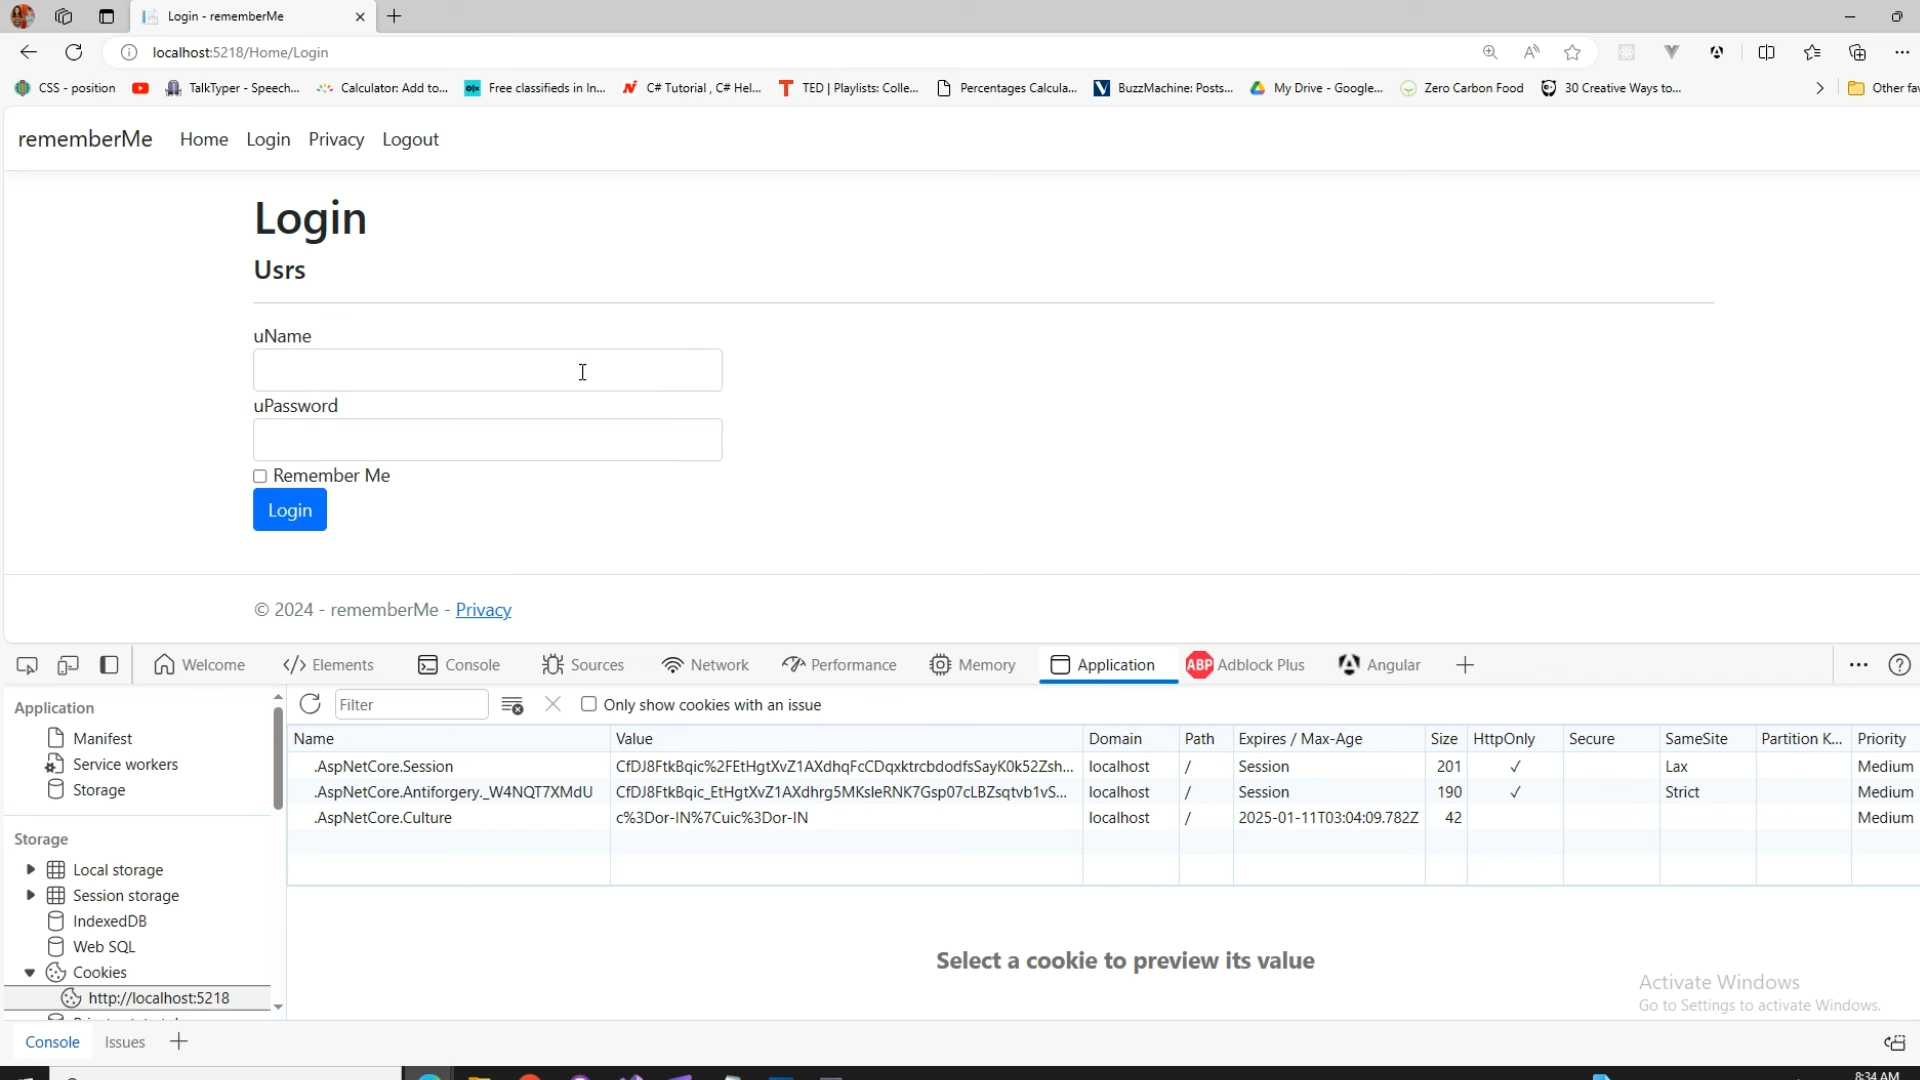 Login - rememberMe
localhost:5218/Home/Login
CSS - position
TalkTyper - Speech...
Calculator: Add to...
Free classifieds in In...
C# Tutorial , C# Hel...
TED | Playlists: Colle...
Percentages Calcula...
BuzzMachine: Posts...
My Drive - Google...
Zero Carbon Food
30 Creative Ways to...
Other fav
rememberMe Home Login Privacy Logout
Login
Usrs
uName
uPassword
Remember Me
Login
© 2024 - rememberMe - Privacy
Welcome Elements Console Sources Network Performance Memory Application ABP Adblock Plus Angular
Application
Manifest
Service workers
Storage
Storage
Local storage
Session storage
IndexedDB
Web SQL
Cookies
http://localhost:5218
Filter Only show cookies with an issue
Name Value Domain Path Expires / Max-Age Size HttpOnly Secure SameSite Partition K... Priority
.AspNetCore.Session CfDJ8FtkBqic%2FEtHgtXvZ1AXdhqFcCDqxktrcbdodfsSayK0k52Zsh... localhost / Session 201 ✓ Lax Medium
.AspNetCore.Antiforgery._W4NQT7XMdU CfDJ8FtkBqic_EtHgtXvZ1AXdhrg5MKsleRNK7Gsp07cLBZsqtvb1vS... localhost / Session 190 ✓ Strict Medium
.AspNetCore.Culture c%3Dor-IN%7Cuic%3Dor-IN localhost / 2025-01-11T03:04:09.782Z 42 Medium
Select a cookie to preview its value
Activate Windows
Go to Settings to activate Windows.
Console Issues
8:34 AM